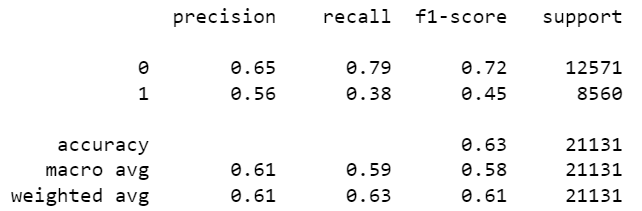 precision recall f1-score support
0 0.65 0.79 0.72 12571
1 0.56 0.38 0.45 8560
accuracy 0.63 21131
macro avg 0.61 0.59 0.58 21131
weighted avg 0.61 0.63 0.61 21131